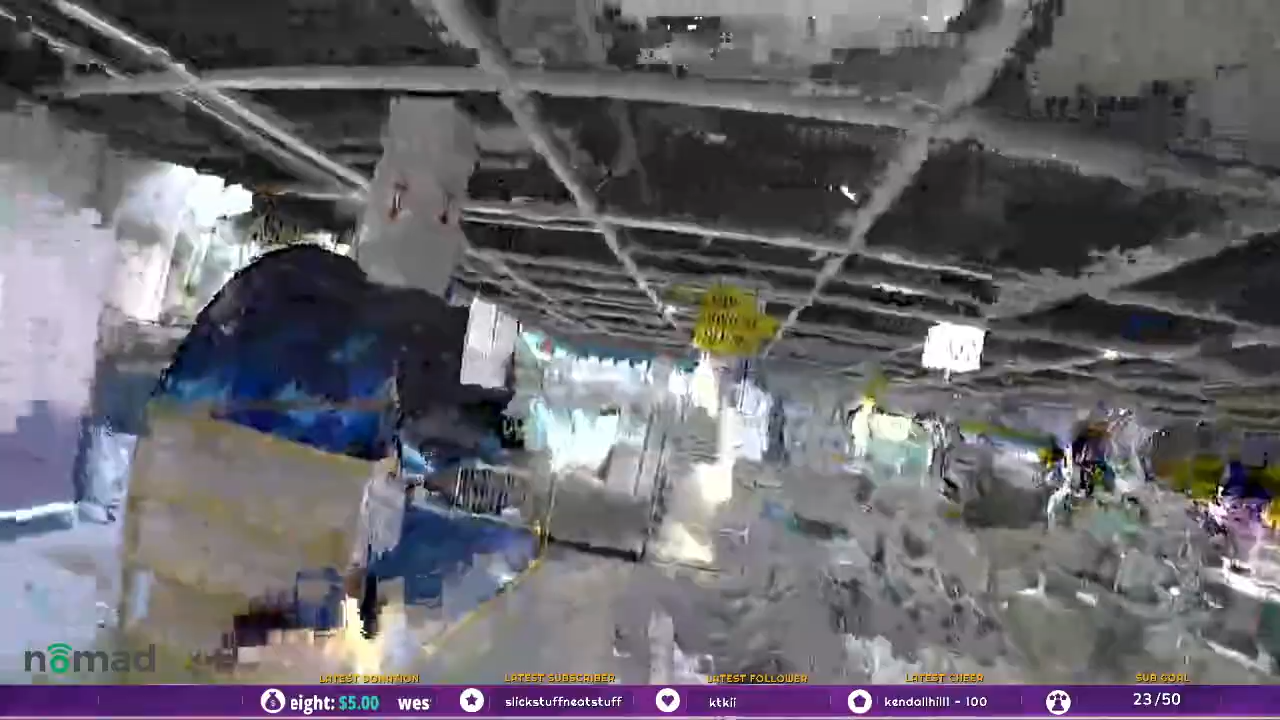 nomad
LATEST DONATION
LATEST SUBSCRIBER
LATEST FOLLOWER
LATEST CHEER
SUB GOAL
eight: $5.00 wes
slickstuffneatstuff
ktkii
kendallhilll - 100
23/50